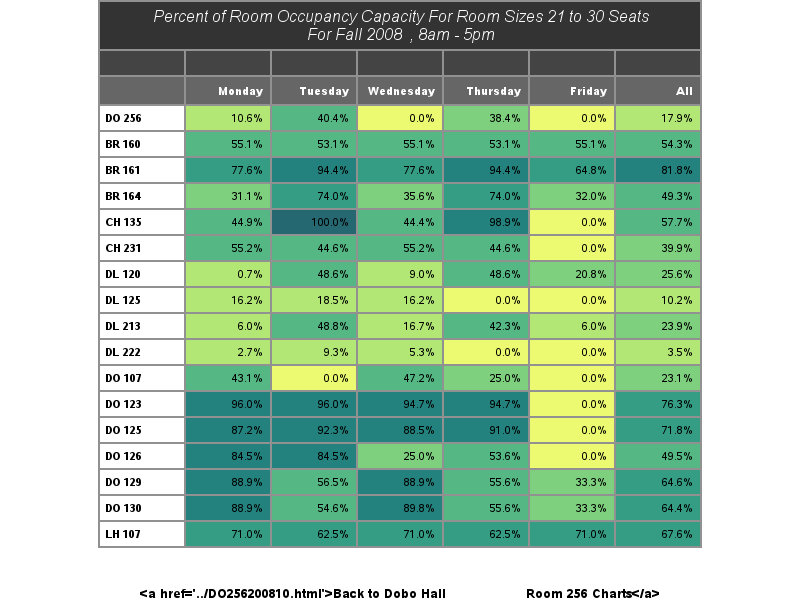 Percent of Room Occupancy Capacity For Room Sizes 21 to 30 Seats
For Fall 2008 , 8am - 5pm
Monday Tuesday Wednesday Thursday Friday All
DO 256 10.6% 40.4% 0.0% 38.4% 0.0% 17.9%
BR 160 55.1% 53.1% 55.1% 53.1% 55.1% 54.3%
BR 161 77.6% 94.4% 77.6% 94.4% 64.8% 81.8%
BR 164 31.1% 74.0% 35.6% 74.0% 32.0% 49.3%
CH 135 44.9% 100.0% 44.4% 98.9% 0.0% 57.7%
CH 231 55.2% 44.6% 55.2% 44.6% 0.0% 39.9%
DL 120 0.7% 48.6% 9.0% 48.6% 20.8% 25.6%
DL 125 16.2% 18.5% 16.2% 0.0% 0.0% 10.2%
DL 213 6.0% 48.8% 16.7% 42.3% 6.0% 23.9%
DL 222 2.7% 9.3% 5.3% 0.0% 0.0% 3.5%
DO 107 43.1% 0.0% 47.2% 25.0% 0.0% 23.1%
DO 123 96.0% 96.0% 94.7% 94.7% 0.0% 76.3%
DO 125 87.2% 92.3% 88.5% 91.0% 0.0% 71.8%
DO 126 84.5% 84.5% 25.0% 53.6% 0.0% 49.5%
DO 129 88.9% 56.5% 88.9% 55.6% 33.3% 64.6%
DO 130 88.9% 54.6% 89.8% 55.6% 33.3% 64.4%
LH 107 71.0% 62.5% 71.0% 62.5% 71.0% 67.6%
<a href='../DO256200810.html'>Back to Dobo Hall Room 256 Charts</a>